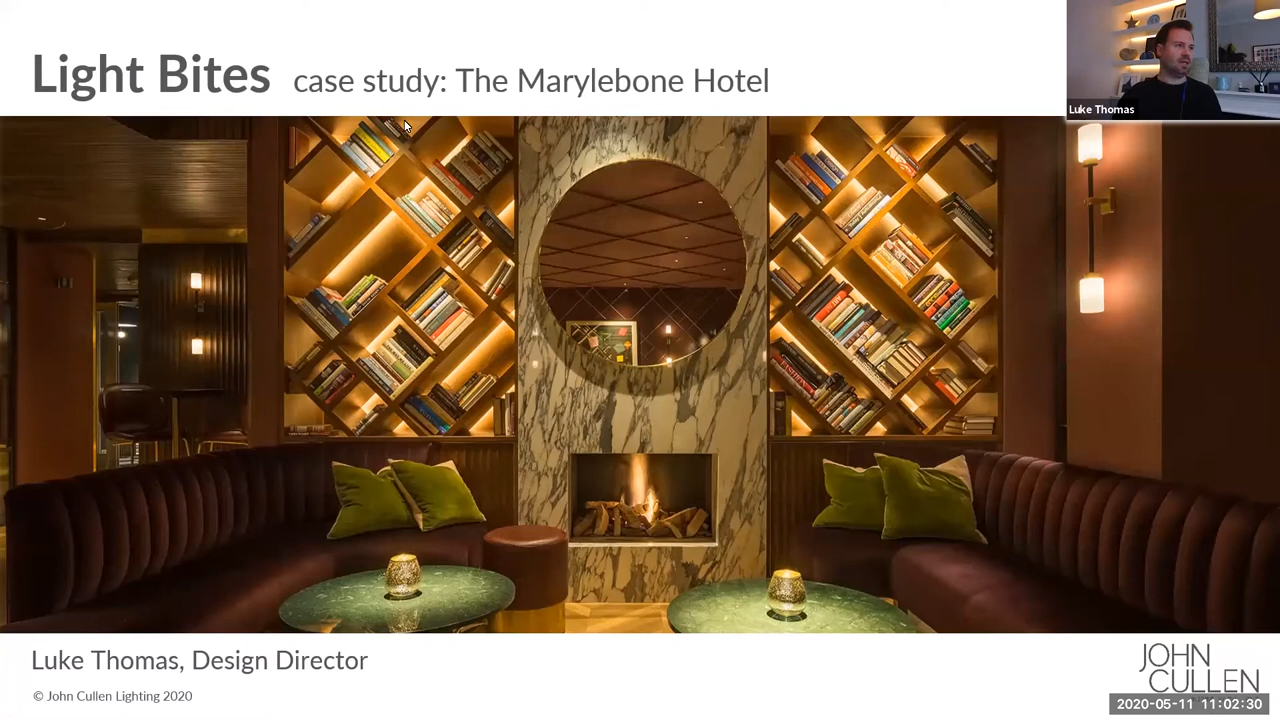 Light Bites case study: The Marylebone Hotel
Luke Thomas
Luke Thomas, Design Director
© John Cullen Lighting 2020
JOHN
CULLEN
2020-05-11 11:02:30